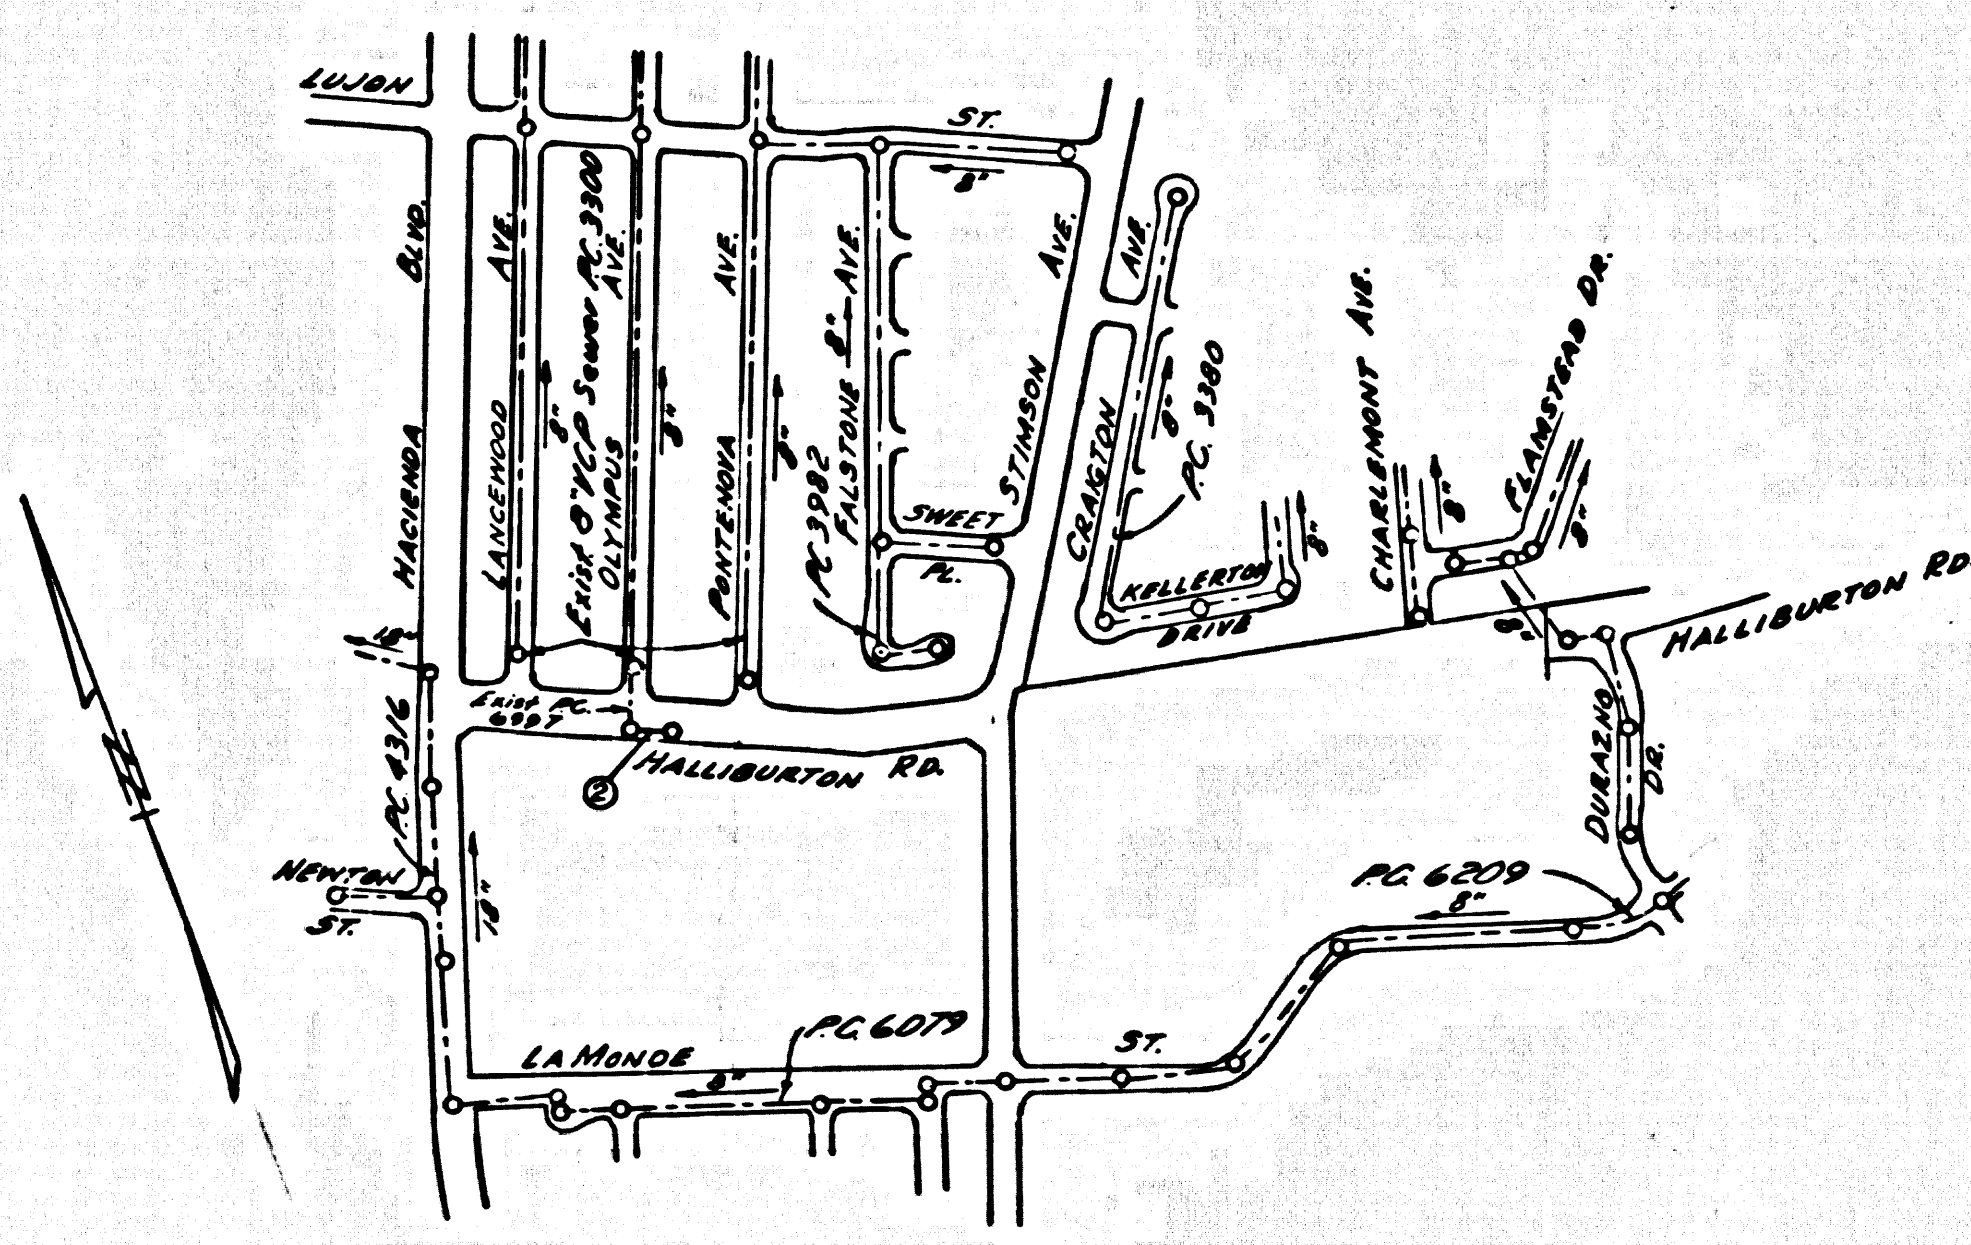 LUJON
ST.
8"
HACIENDA BLVD.
LANCEWOOD AVE.
8"
Exist. 8" VCP Sewer P.C. 3300
OLYMPUS AVE.
8"
PONTENOVA AVE.
8"
PC 3982
FALSTONE AVE.
8"
SWEET
PL.
STIMSON AVE.
CRAIGTON AVE.
8"
P.C. 3380
KELLERTON
DRIVE
8"
CHARLEMONT AVE.
8"
FLAMSTEAD DR.
8"
8"
HALLIBURTON RD.
DURAZNO
DR.
18"
P.C. 4316
Exist. P.C.
6997
HALLIBURTON RD.
2
N
NEWTON
ST.
18"
P.C. 6209
8"
P.C. 6079
LA MONDE
8"
ST.